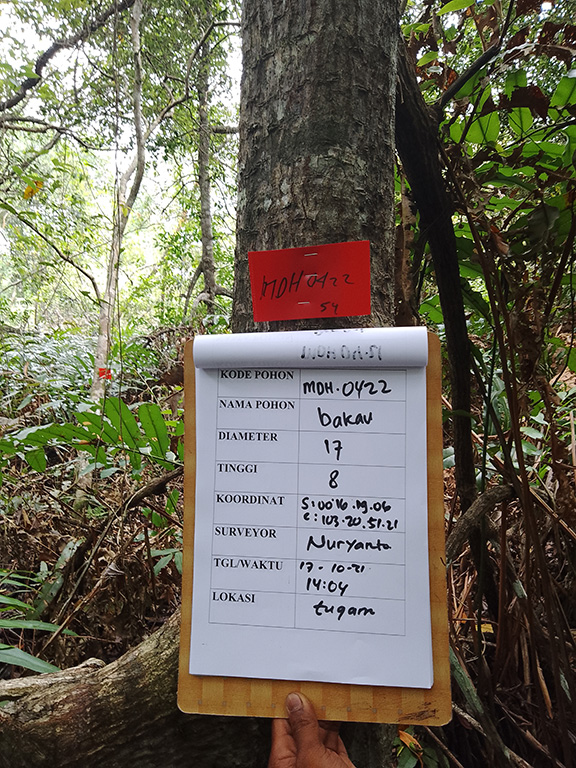 MDH 0422
54
KODE POHON MDH.0422
NAMA POHON bakau
DIAMETER 17
TINGGI 8
KOORDINAT S:00.16.19.06
e:103.20.51.21
SURVEYOR Nuryanto
TGL/WAKTU 17-10-21
14:04
LOKASI tugam